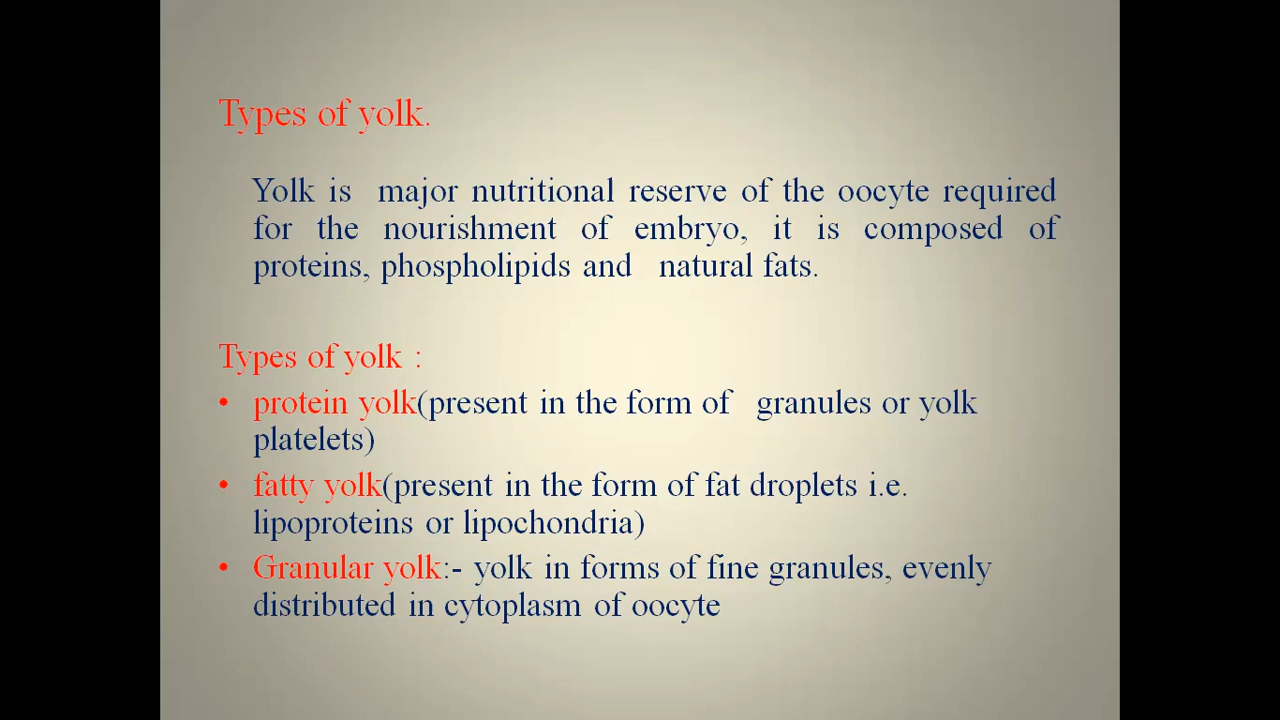 Types of yolk.
Yolk is major nutritional reserve of the oocyte required
for the nourishment of embryo, it is composed of
proteins, phospholipids and natural fats.
Types of yolk :
• protein yolk(present in the form of granules or yolk
platelets)
• fatty yolk(present in the form of fat droplets i.e.
lipoproteins or lipochondria)
• Granular yolk:- yolk in forms of fine granules, evenly
distributed in cytoplasm of oocyte